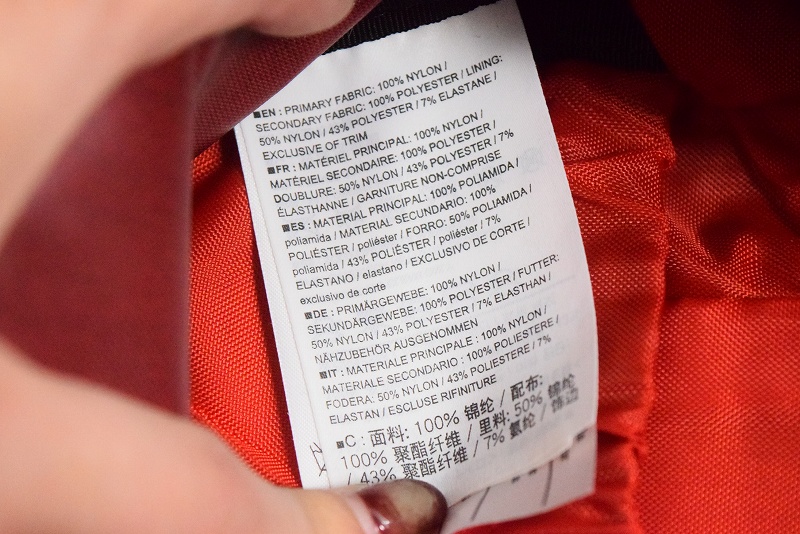 ■EN : PRIMARY FABRIC: 100% NYLON /
SECONDARY FABRIC: 100% POLYESTER / LINING:
50% NYLON / 43% POLYESTER / 7% ELASTANE /
EXCLUSIVE OF TRIM
■FR : MATÉRIEL PRINCIPAL: 100% NYLON /
MATÉRIEL SECONDAIRE: 100% POLYESTER /
DOUBLURE: 50% NYLON / 43% POLYESTER / 7%
ÉLASTHANNE / GARNITURE NON-COMPRISE
■ES : MATERIAL PRINCIPAL: 100% POLIAMIDA /
poliamida / MATERIAL SECUNDARIO: 100%
POLIÉSTER / poliéster / FORRO: 50% POLIAMIDA /
poliamida / 43% POLIÉSTER / poliéster / 7%
ELASTANO / elastano / EXCLUSIVO DE CORTE /
exclusivo de corte
■DE : PRIMÄRGEWEBE: 100% NYLON /
SEKUNDÄRGEWEBE: 100% POLYESTER / FUTTER:
50% NYLON / 43% POLYESTER / 7% ELASTHAN /
NÄHZUBEHÖR AUSGENOMMEN
■IT : MATERIALE PRINCIPALE : 100% NYLON /
MATERIALE SECONDARIO : 100% POLIESTERE /
FODERA: 50% NYLON / 43% POLIESTERE / 7%
ELASTAN / ESCLUSE RIFINITURE
■C : 面料: 100% 锦纶 / 配布:
100% 聚酯纤维 / 里料: 50% 锦纶
/ 43% 聚酯纤维 / 7% 氨纶 / 饰边